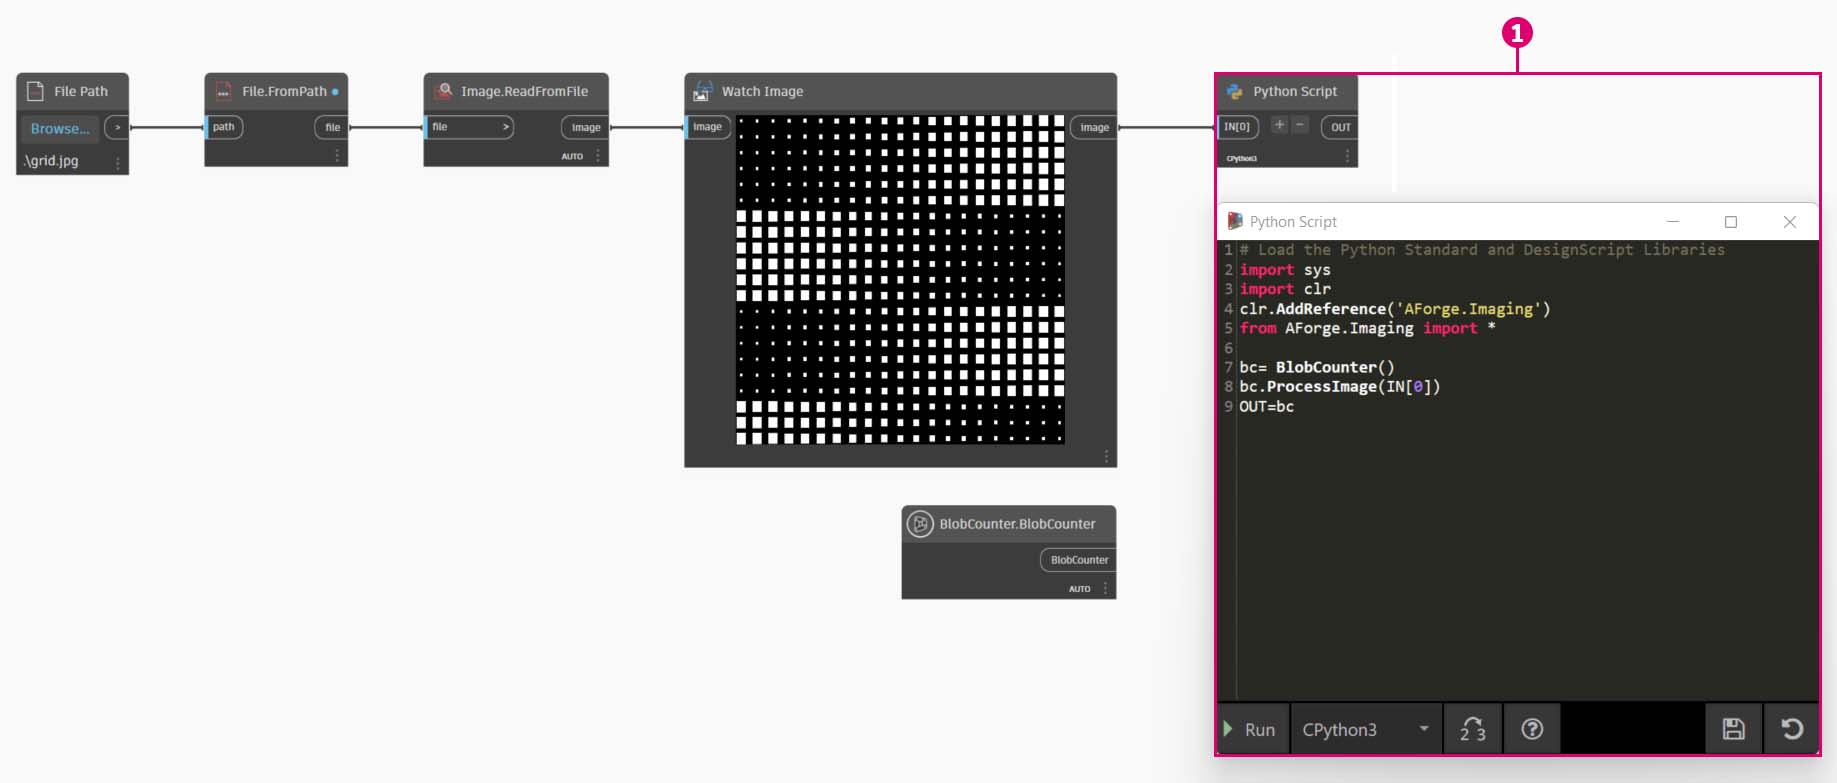 1
File Path
Browse...
>
.\grid.jpg
File.FromPath
path
file
Image.ReadFromFile
file
>
image
AUTO
Watch Image
image
image
Python Script
IN[0]
+
-
OUT
CPython3
BlobCounter.BlobCounter
BlobCounter
AUTO
Python Script
1 # Load the Python Standard and DesignScript Libraries
2 import sys
3 import clr
4 clr.AddReference('AForge.Imaging')
5 from AForge.Imaging import *
6
7 bc= BlobCounter()
8 bc.ProcessImage(IN[0])
9 OUT=bc
Run
CPython3
2 3
?